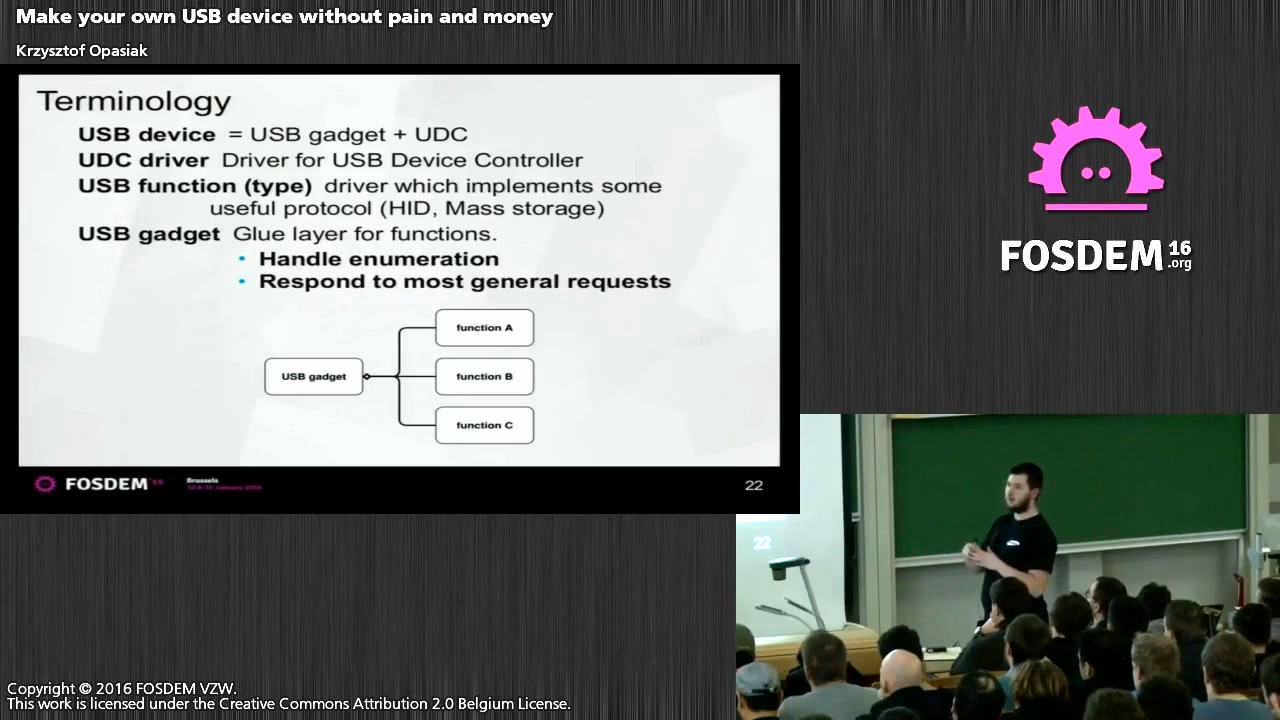 Make your own USB device without pain and money
Krzysztof Opasiak
Terminology
USB device = USB gadget + UDC
UDC driver Driver for USB Device Controller
USB function (type) driver which implements some
useful protocol (HID, Mass storage)
USB gadget Glue layer for functions.
• Handle enumeration
• Respond to most general requests
function A
USB gadget
function B
function C
FOSDEM'16
Brussels
22
FOSDEM 16
.org
22
Copyright © 2016 FOSDEM VZW.
This work is licensed under the Creative Commons Attribution 2.0 Belgium License.